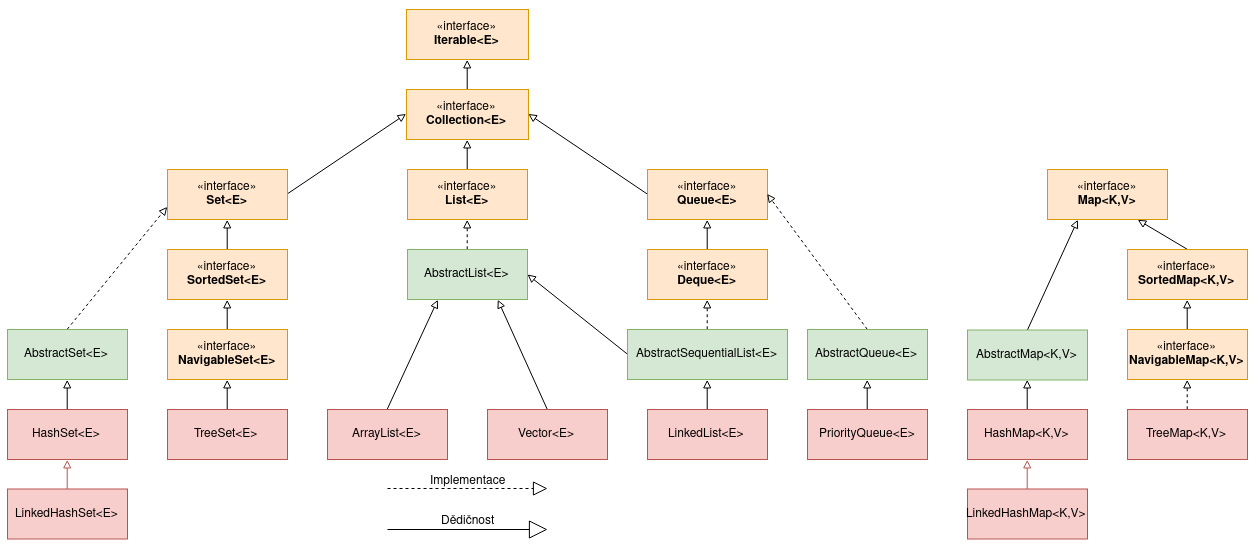 «interface»
Iterable<E>
«interface»
Collection<E>
«interface»
Set<E>
«interface»
List<E>
«interface»
Queue<E>
«interface»
Map<K,V>
«interface»
SortedSet<E>
AbstractList<E>
«interface»
Deque<E>
«interface»
SortedMap<K,V>
AbstractSet<E>
«interface»
NavigableSet<E>
AbstractSequentialList<E>
AbstractQueue<E>
AbstractMap<K,V>
«interface»
NavigableMap<K,V>
HashSet<E>
TreeSet<E>
ArrayList<E>
Vector<E>
LinkedList<E>
PriorityQueue<E>
HashMap<K,V>
TreeMap<K,V>
LinkedHashSet<E>
Implementace
Dědičnost
LinkedHashMap<K,V>